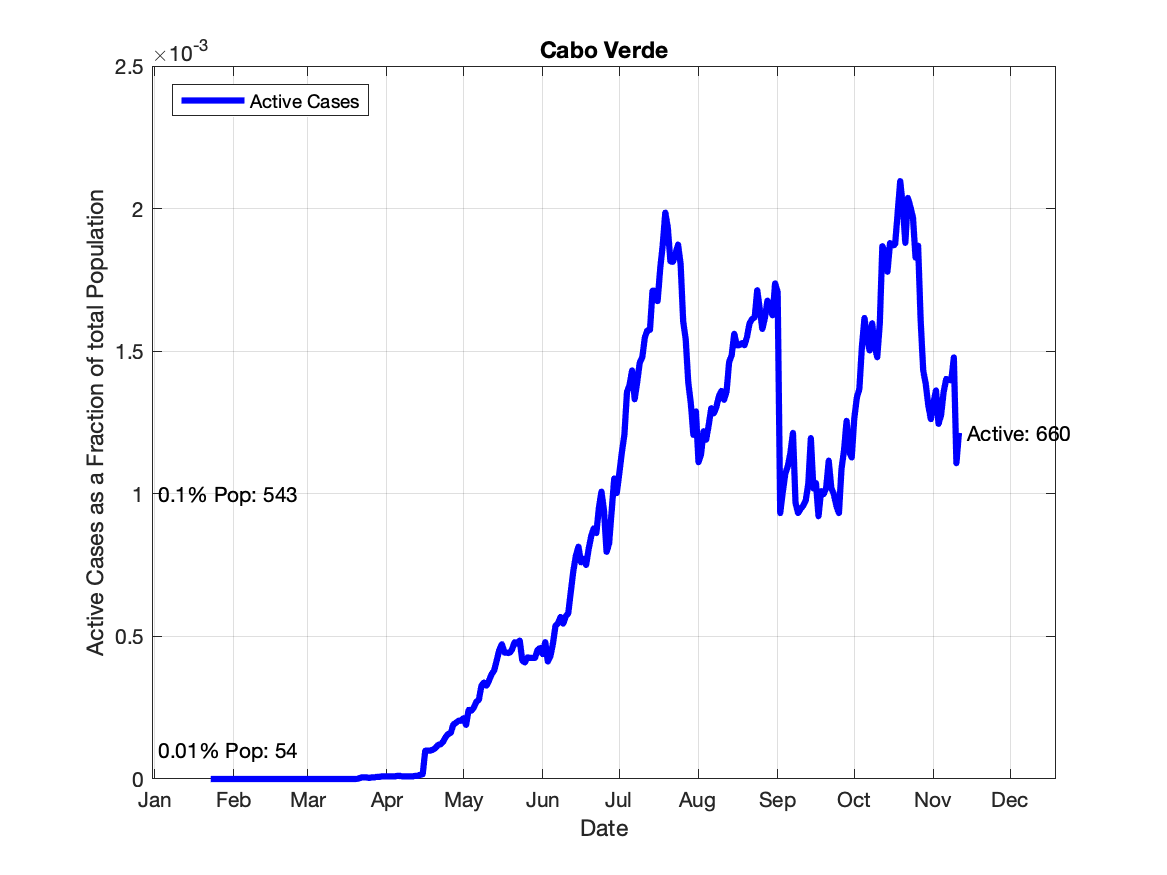 Cabo Verde
×10-3
2.5
2
1.5
1
0.5
0
Active Cases
Active: 660
0.1% Pop: 543
0.01% Pop: 54
Active Cases as a Fraction of total Population
Jan Feb Mar Apr May Jun Jul Aug Sep Oct Nov Dec
Date